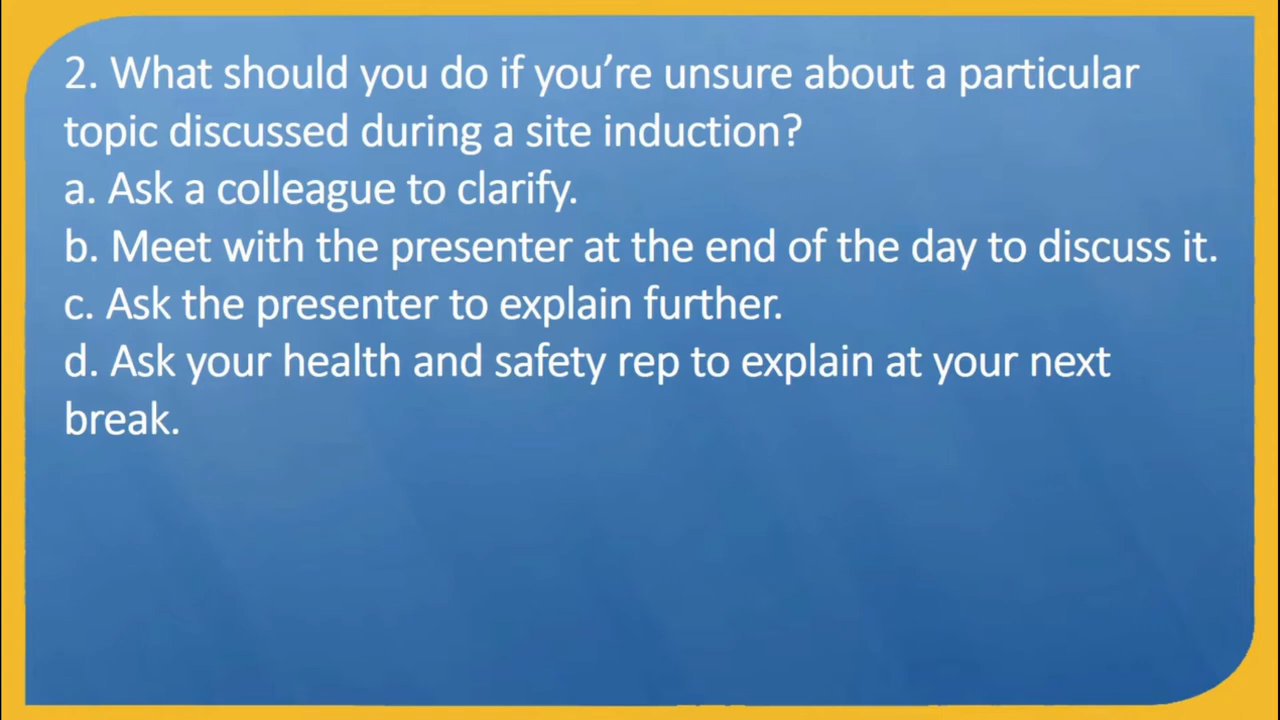 2. What should you do if you’re unsure about a particular
topic discussed during a site induction?
a. Ask a colleague to clarify.
b. Meet with the presenter at the end of the day to discuss it.
c. Ask the presenter to explain further.
d. Ask your health and safety rep to explain at your next
break.